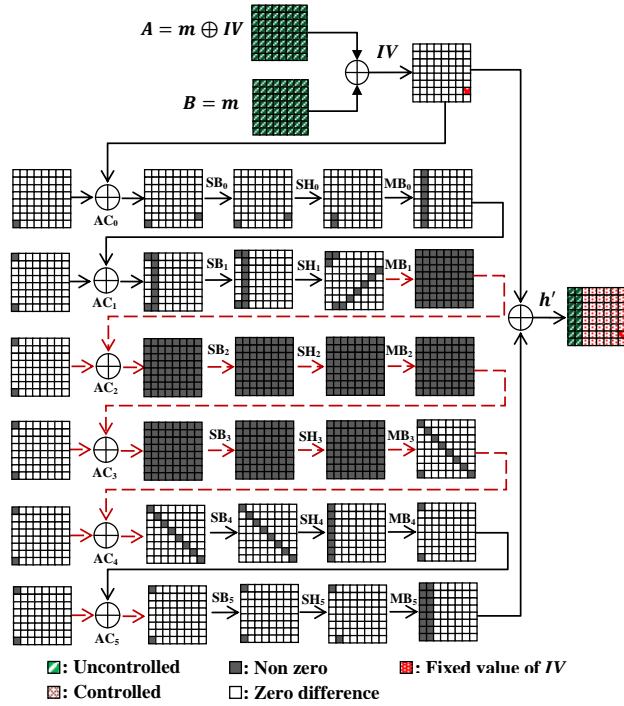 A = m ⊕ IV
IV
B = m
SB₀ SH₀ MB₀
AC₀
SB₁ SH₁ MB₁
AC₁
h′
SB₂ SH₂ MB₂
AC₂
SB₃ SH₃ MB₃
AC₃
SB₄ SH₄ MB₄
AC₄
SB₅ SH₅ MB₅
AC₅
: Uncontrolled : Non zero : Fixed value of IV
: Controlled : Zero difference